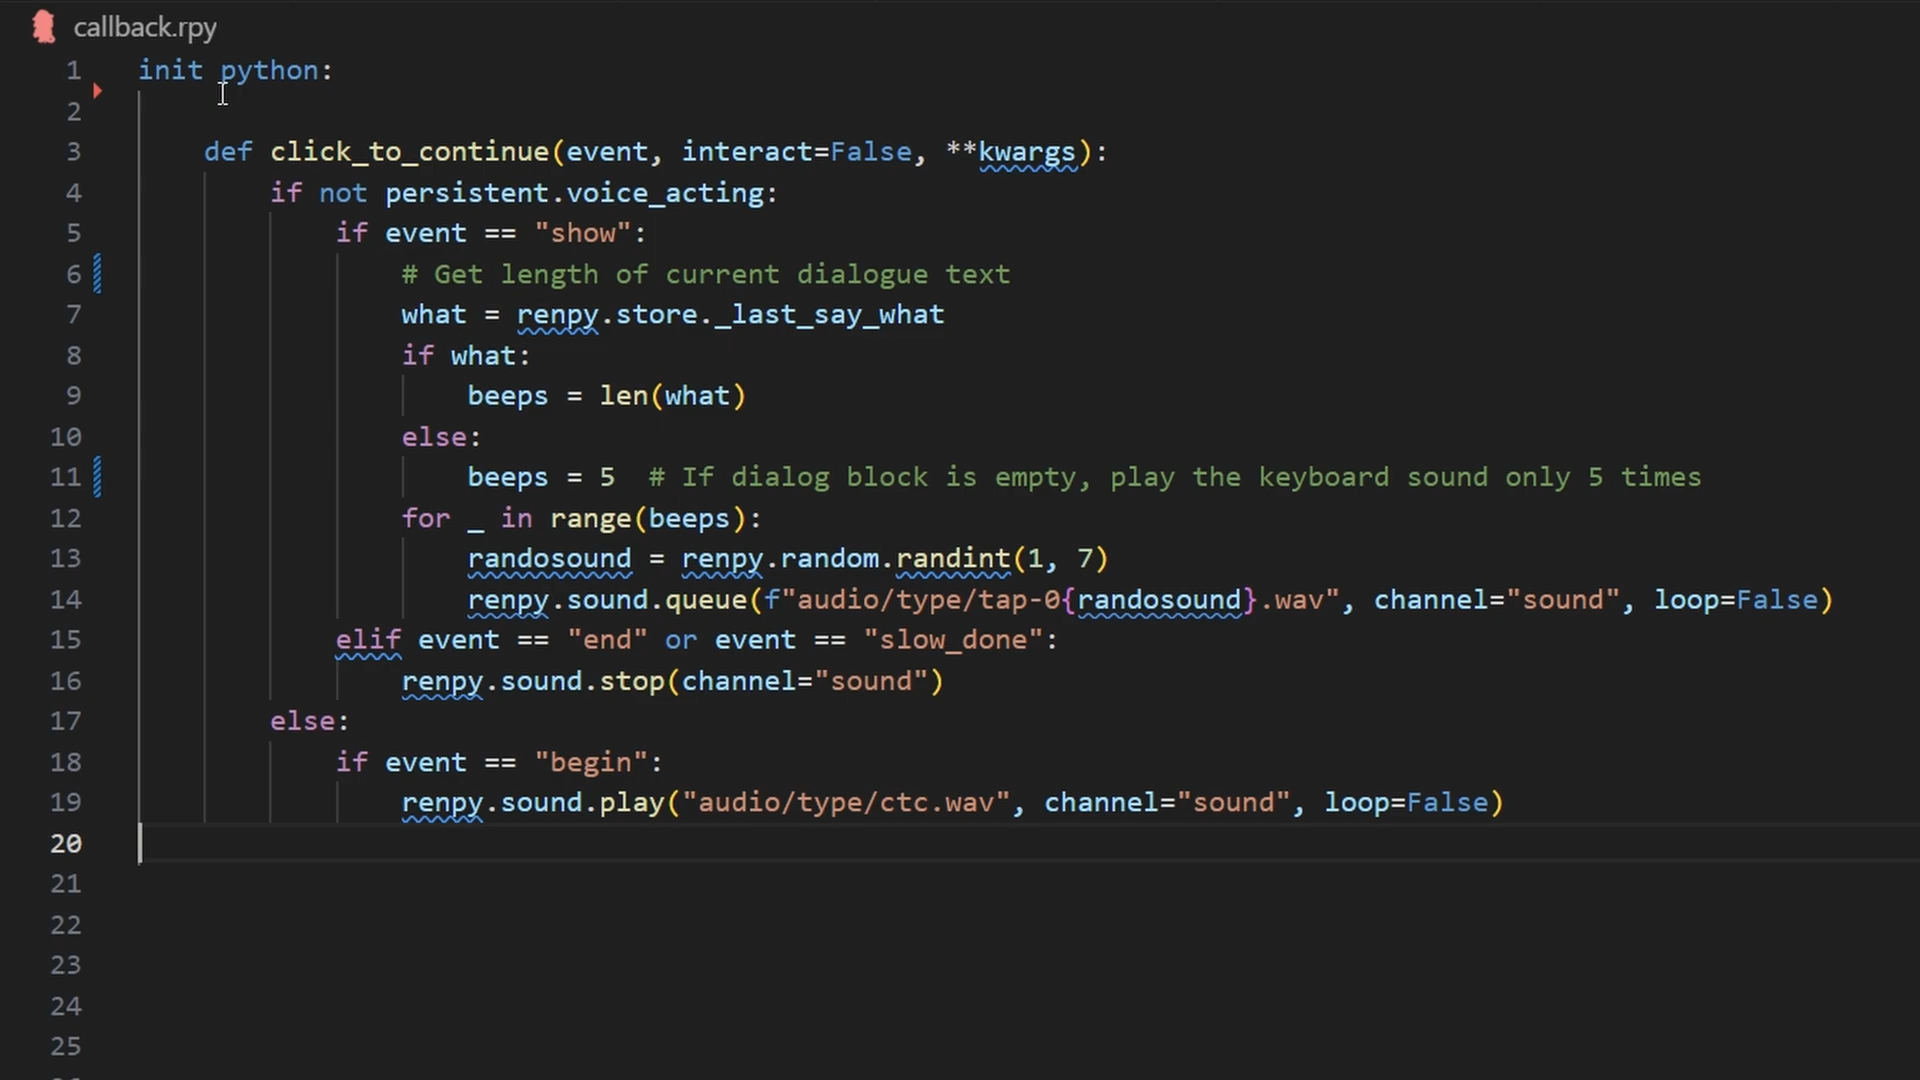 callback.rpy
1 init python:
2
3 def click_to_continue(event, interact=False, **kwargs):
4 if not persistent.voice_acting:
5 if event == "show":
6 # Get length of current dialogue text
7 what = renpy.store._last_say_what
8 if what:
9 beeps = len(what)
10 else:
11 beeps = 5  # If dialog block is empty, play the keyboard sound only 5 times
12 for _ in range(beeps):
13 randosound = renpy.random.randint(1, 7)
14 renpy.sound.queue(f"audio/type/tap-0{randosound}.wav", channel="sound", loop=False)
15 elif event == "end" or event == "slow_done":
16 renpy.sound.stop(channel="sound")
17 else:
18 if event == "begin":
19 renpy.sound.play("audio/type/ctc.wav", channel="sound", loop=False)
20
21
22
23
24
25